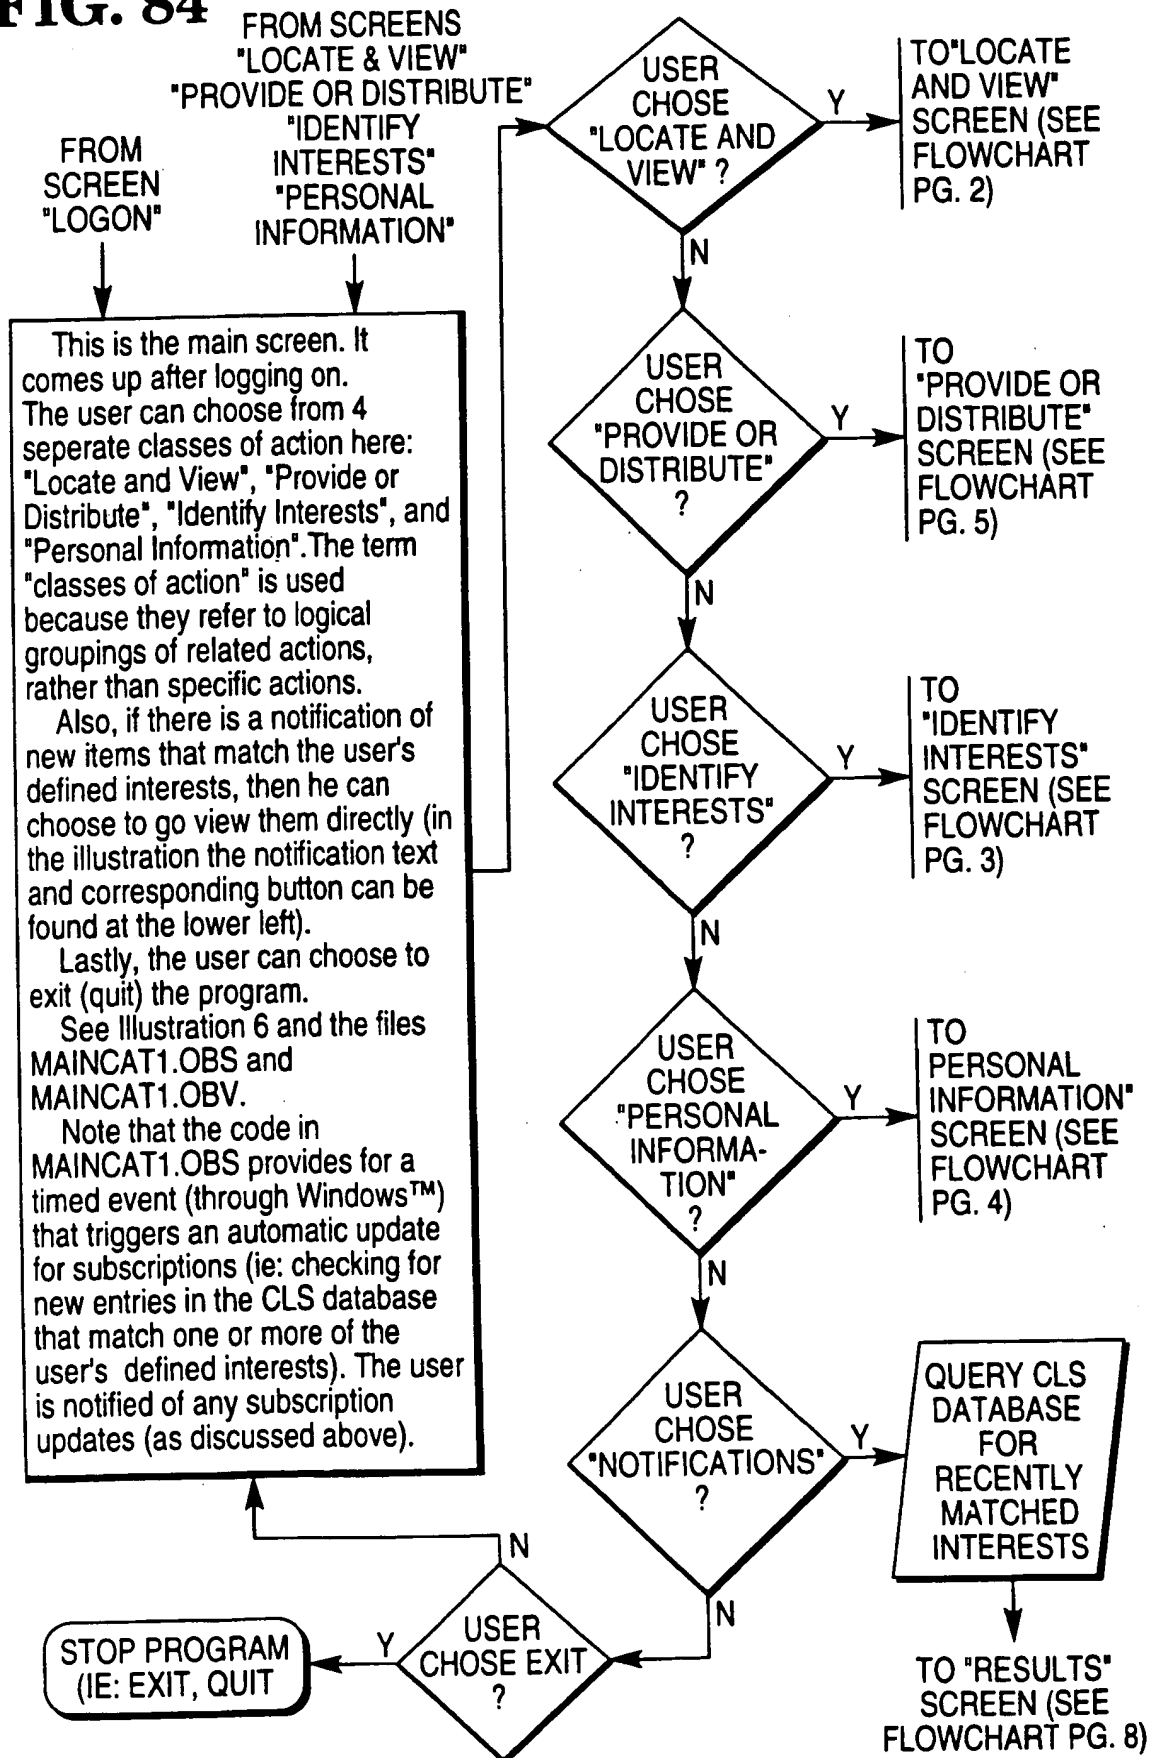 FIG. 84
FROM SCREENS
"LOCATE & VIEW"
"PROVIDE OR DISTRIBUTE"
"IDENTIFY
INTERESTS"
"PERSONAL
INFORMATION"
FROM
SCREEN
"LOGON"
This is the main screen. It
comes up after logging on.
The user can choose from 4
seperate classes of action here:
"Locate and View", "Provide or
Distribute", "Identify Interests", and
"Personal Information".The term
"classes of action" is used
because they refer to logical
groupings of related actions,
rather than specific actions.
Also, if there is a notification of
new items that match the user's
defined interests, then he can
choose to go view them directly (in
the illustration the notification text
and corresponding button can be
found at the lower left).
Lastly, the user can choose to
exit (quit) the program.
See Illustration 6 and the files
MAINCAT1.OBS and
MAINCAT1.OBV.
Note that the code in
MAINCAT1.OBS provides for a
timed event (through Windows™)
that triggers an automatic update
for subscriptions (ie: checking for
new entries in the CLS database
that match one or more of the
user's defined interests). The user
is notified of any subscription
updates (as discussed above).
USER
CHOSE
"LOCATE AND
VIEW" ?
Y
TO"LOCATE
AND VIEW"
SCREEN (SEE
FLOWCHART
PG. 2)
N
USER
CHOSE
"PROVIDE OR
DISTRIBUTE"
?
Y
TO
"PROVIDE OR
DISTRIBUTE"
SCREEN (SEE
FLOWCHART
PG. 5)
N
USER
CHOSE
"IDENTIFY
INTERESTS"
?
Y
TO
"IDENTIFY
INTERESTS"
SCREEN (SEE
FLOWCHART
PG. 3)
N
USER
CHOSE
"PERSONAL
INFORMA-
TION"
?
Y
TO
PERSONAL
INFORMATION"
SCREEN (SEE
FLOWCHART
PG. 4)
N
USER
CHOSE
"NOTIFICATIONS"
?
Y
QUERY CLS
DATABASE
FOR
RECENTLY
MATCHED
INTERESTS
TO "RESULTS"
SCREEN (SEE
FLOWCHART PG. 8)
N
USER
CHOSE EXIT
?
N
Y
STOP PROGRAM
(IE: EXIT, QUIT